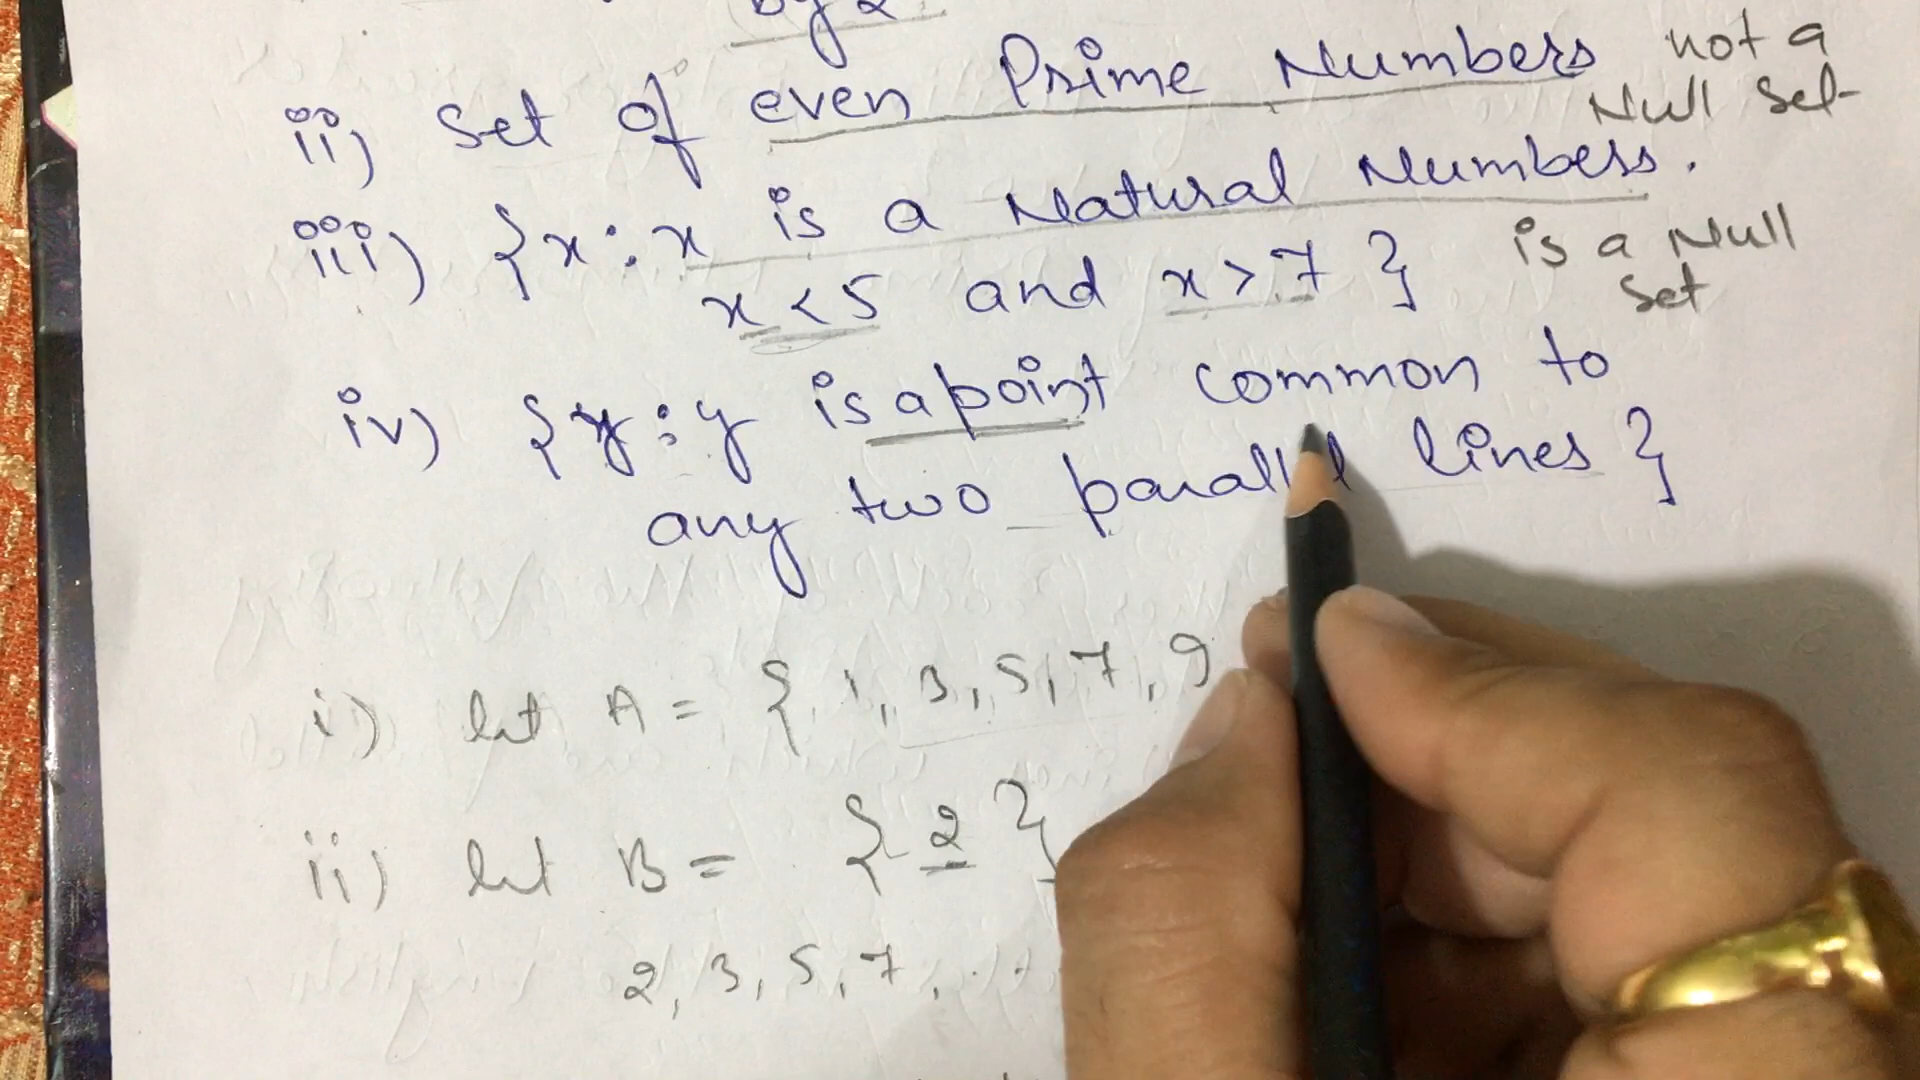 by 2
ii) Set of even Prime Numbers not a
Null Set
iii) {x : x is a Natural Numbers.
x < 5 and x > 7 } is a Null
Set
iv) {y : y is a point common to
any two parallel lines }
i) let A = { 1, 3, 5, 7, 9
ii) let B = { 2 }
2, 3, 5, 7, . .